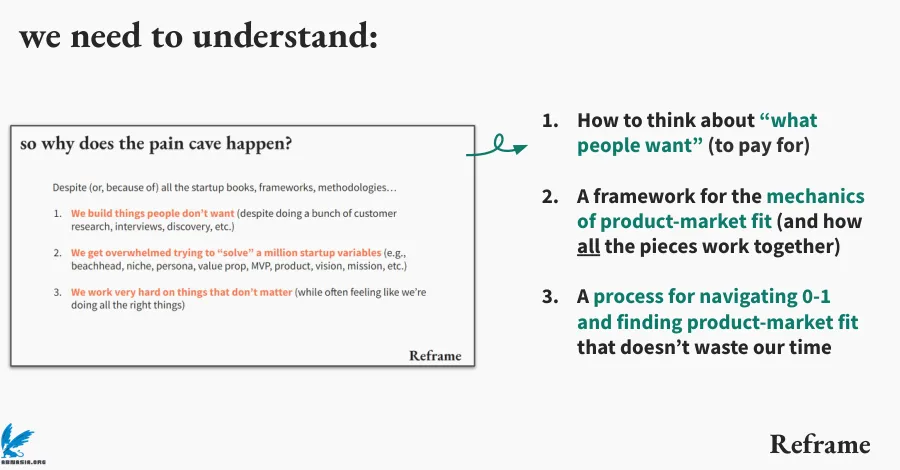 we need to understand:
so why does the pain cave happen?
Despite (or, because of) all the startup books, frameworks, methodologies…
1. We build things people don't want (despite doing a bunch of customer
research, interviews, discovery, etc.)
2. We get overwhelmed trying to "solve" a million startup variables (e.g.,
beachhead, niche, persona, value prop, MVP, product, vision, mission, etc.)
3. We work very hard on things that don't matter (while often feeling like we're
doing all the right things)
Reframe
1. How to think about “what
people want” (to pay for)
2. A framework for the mechanics
of product-market fit (and how
all the pieces work together)
3. A process for navigating 0-1
and finding product-market fit
that doesn't waste our time
Reframe